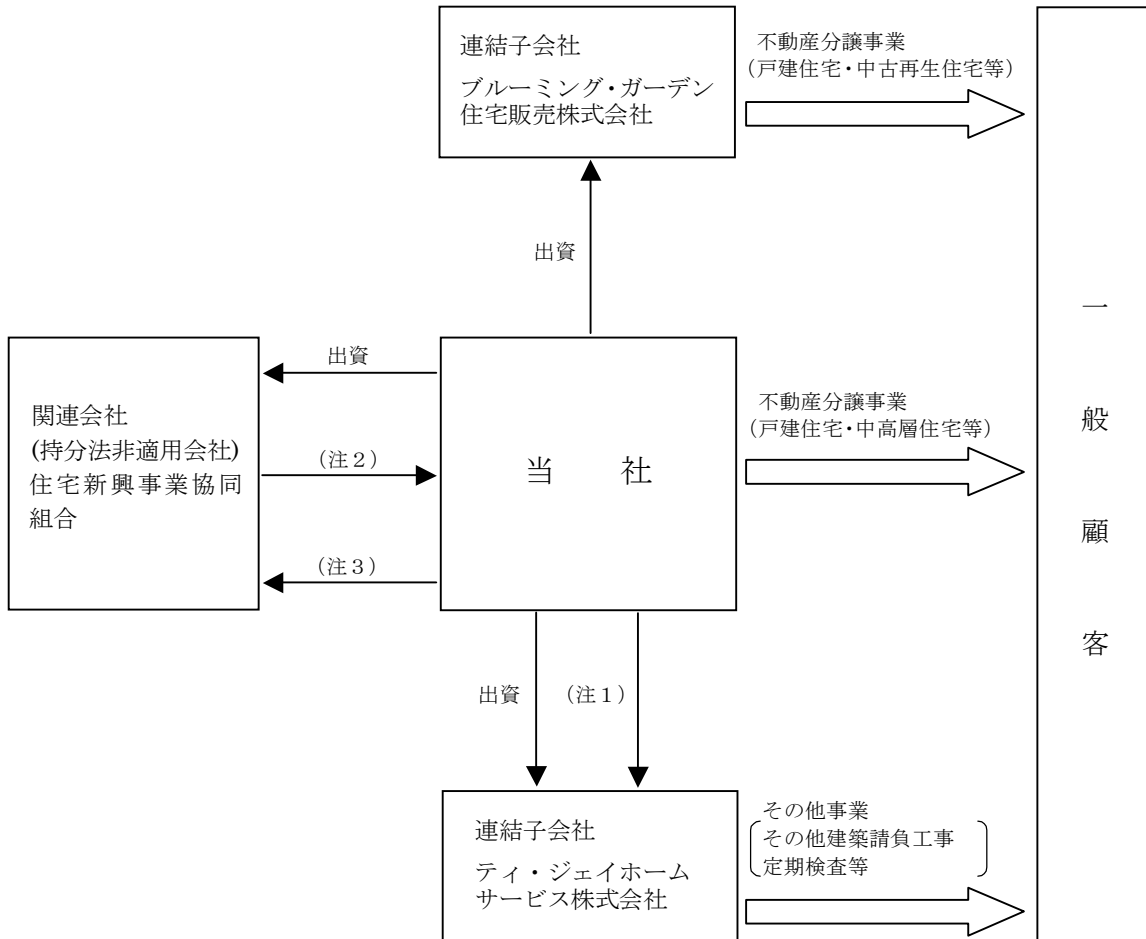 連結子会社
ブルーミング・ガーデン
住宅販売株式会社
不動産分譲事業
（戸建住宅・中古再生住宅等）
出資
関連会社
(持分法非適用会社)
住宅新興事業協同
組合
出資
（注２）
（注３）
当 社
不動産分譲事業
（戸建住宅・中高層住宅等）
一
般
顧
客
出資
（注１）
連結子会社
ティ・ジェイホーム
サービス株式会社
その他事業
その他建築請負工事
定期検査等